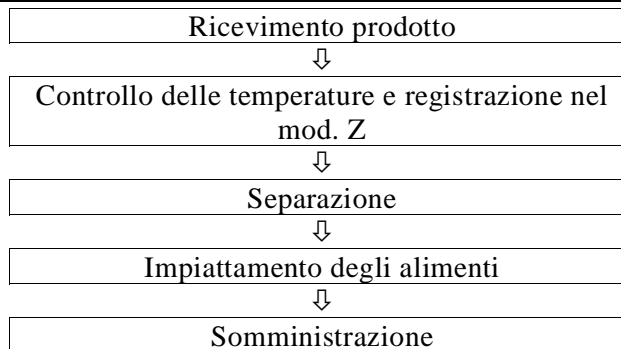 Ricevimento prodotto
⇩
Controllo delle temperature e registrazione nel
mod. Z
⇩
Separazione
⇩
Impiattamento degli alimenti
⇩
Somministrazione